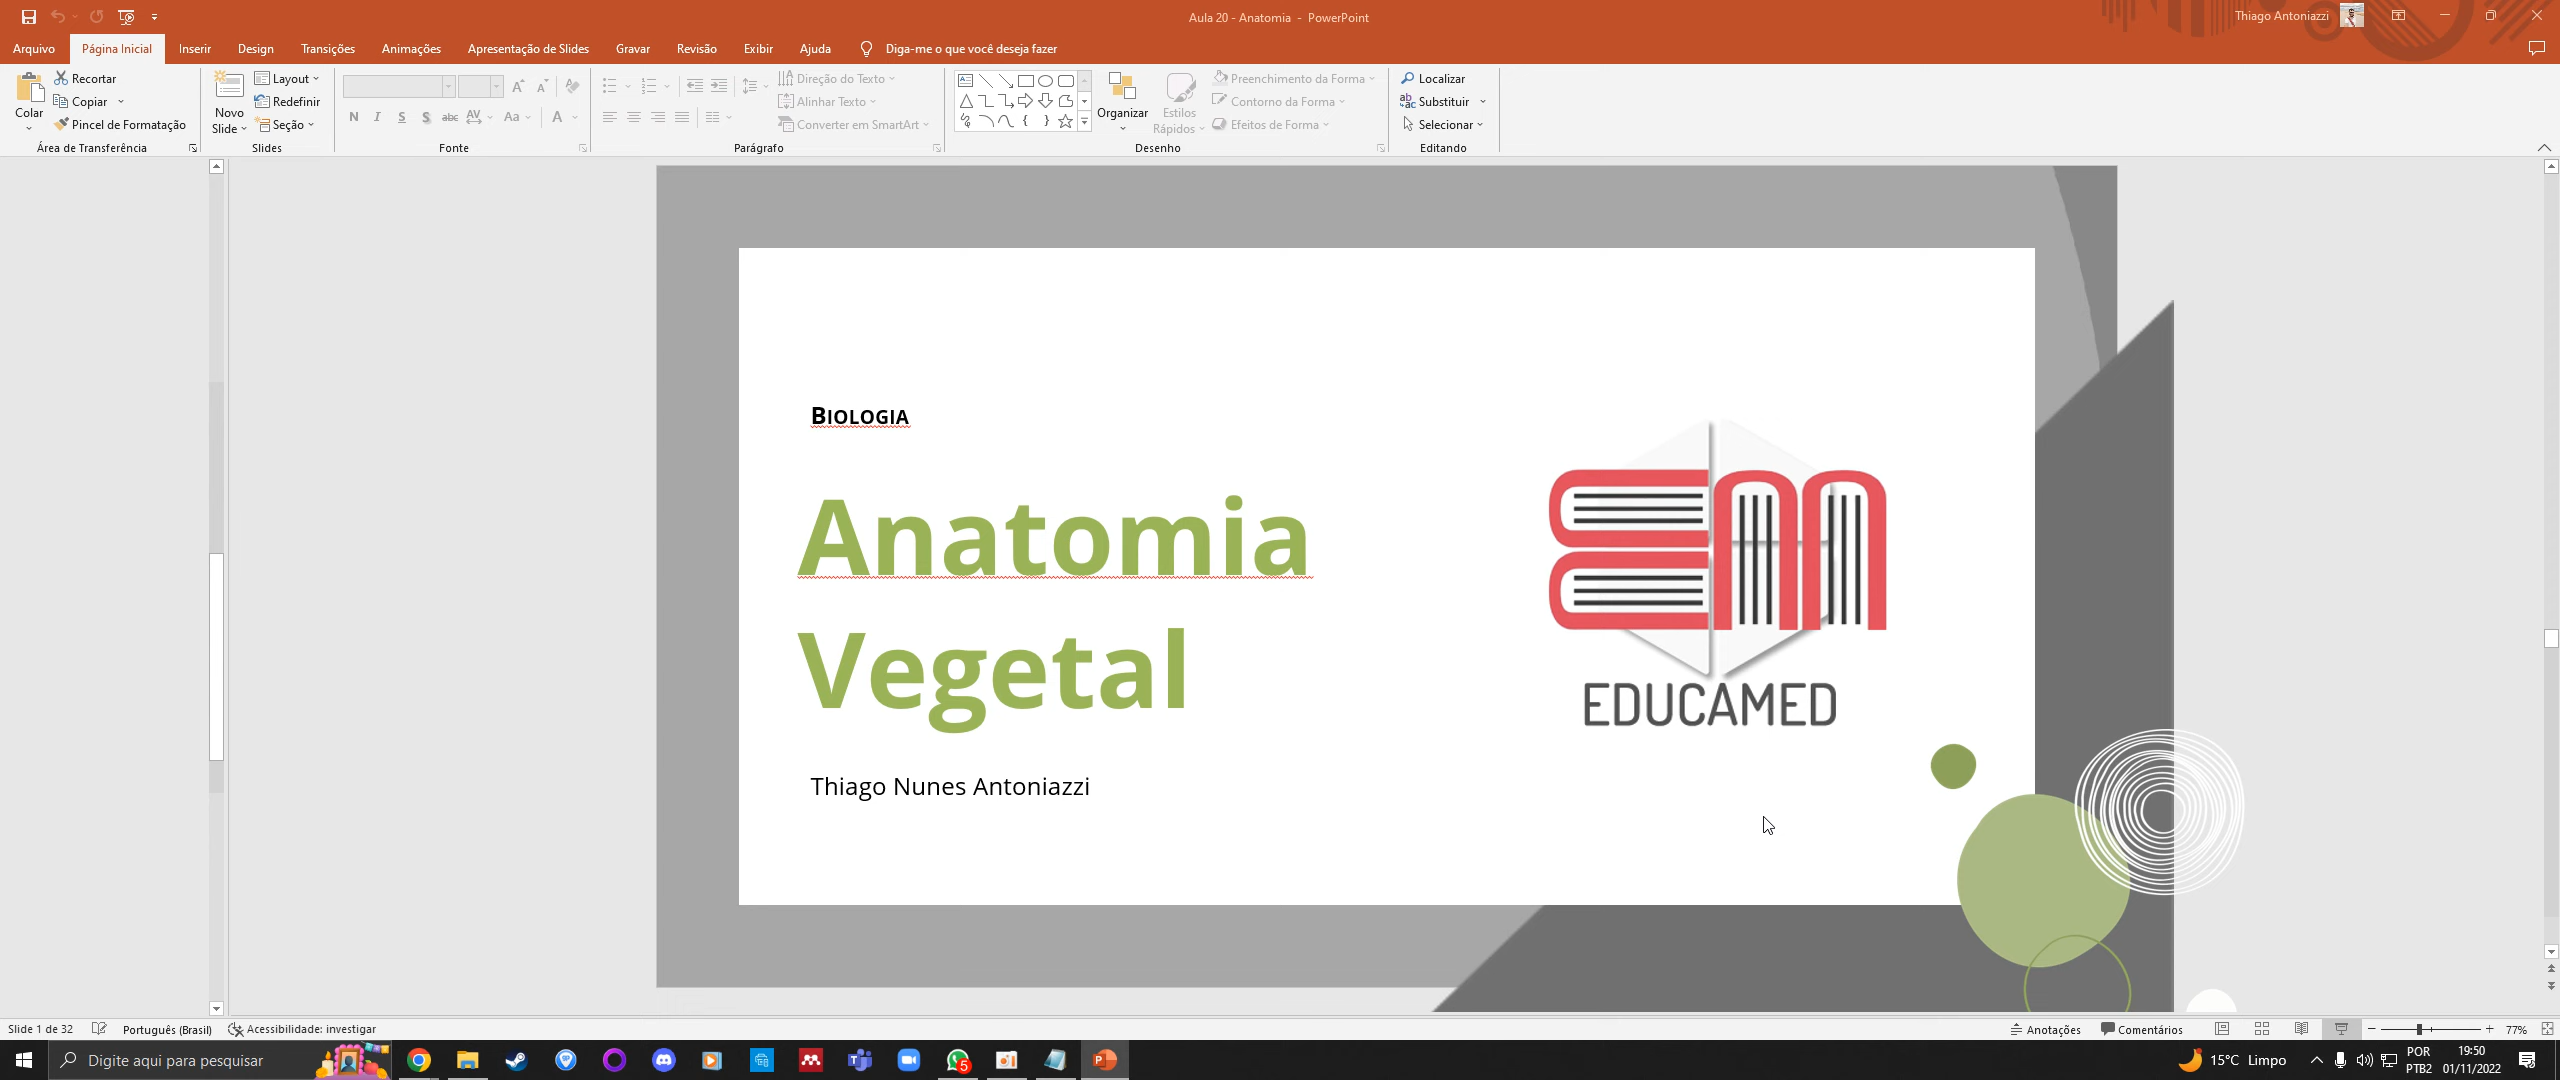 Aula 20 - Anatomia - PowerPoint
Thiago Antoniazzi
Arquivo Página Inicial Inserir Design Transições Animações Apresentação de Slides Gravar Revisão Exibir Ajuda Diga-me o que você deseja fazer
Colar
Recortar
Copiar
Pincel de Formatação
Área de Transferência
Novo
Slide
Layout
Redefinir
Seção
Slides
N I S S abc AV Aa A
Fonte
Direção do Texto
Alinhar Texto
Converter em SmartArt
Parágrafo
Organizar
Estilos
Rápidos
Preenchimento da Forma
Contorno da Forma
Efeitos de Forma
Desenho
Localizar
Substituir
Selecionar
Editando
BIOLOGIA
Anatomia
Vegetal
Thiago Nunes Antoniazzi
EDUCAMED
Slide 1 de 32 Português (Brasil) Acessibilidade: investigar
Anotações Comentários 77%
Digite aqui para pesquisar
5
15°C Limpo
POR
PTB2
19:50
01/11/2022